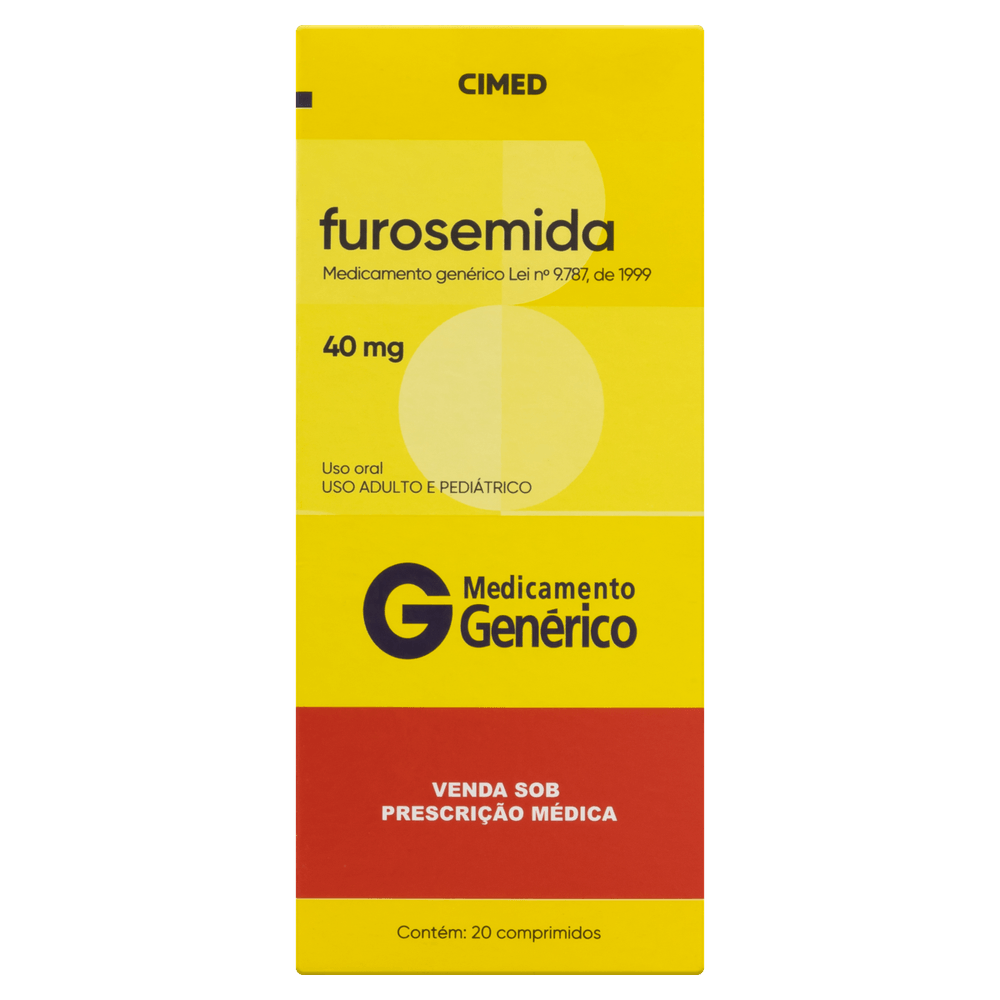 CIMED
furosemida
Medicamento genérico Lei nº 9.787, de 1999
40 mg
Uso oral
USO ADULTO E PEDIÁTRICO
G Medicamento
Genérico
VENDA SOB
PRESCRIÇÃO MÉDICA
Contém: 20 comprimidos